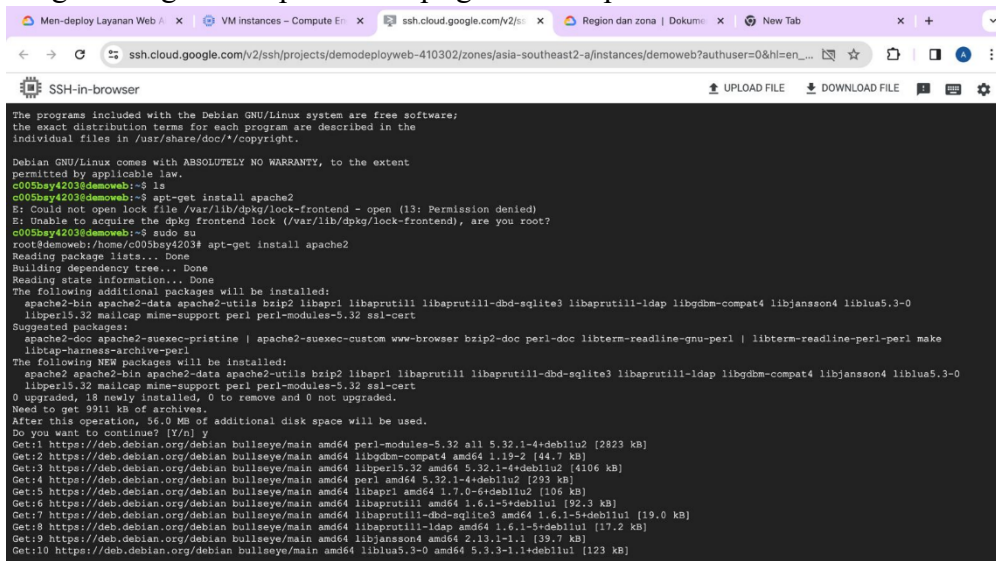 Men-deploy Layanan Web A
VM instances – Compute En
ssh.cloud.google.com/v2/ss
Region dan zona | Dokume
New Tab
ssh.cloud.google.com/v2/ssh/projects/demodeployweb-410302/zones/asia-southeast2-a/instances/demoweb?authuser=0&hl=en_...
SSH-in-browser
UPLOAD FILE
DOWNLOAD FILE
The programs included with the Debian GNU/Linux system are free software;
the exact distribution terms for each program are described in the
individual files in /usr/share/doc/*/copyright.
Debian GNU/Linux comes with ABSOLUTELY NO WARRANTY, to the extent
permitted by applicable law.
c005bsy4203@demoweb:~$ ls
c005bsy4203@demoweb:~$ apt-get install apache2
E: Could not open lock file /var/lib/dpkg/lock-frontend - open (13: Permission denied)
E: Unable to acquire the dpkg frontend lock (/var/lib/dpkg/lock-frontend), are you root?
c005bsy4203@demoweb:~$ sudo su
root@demoweb:/home/c005bsy4203# apt-get install apache2
Reading package lists... Done
Building dependency tree... Done
Reading state information... Done
The following additional packages will be installed:
apache2-bin apache2-data apache2-utils bzip2 libapr1 libaprutil1 libaprutil1-dbd-sqlite3 libaprutil1-ldap libgdbm-compat4 libjansson4 liblua5.3-0
libperl5.32 mailcap mime-support perl perl-modules-5.32 ssl-cert
Suggested packages:
apache2-doc apache2-suexec-pristine | apache2-suexec-custom www-browser bzip2-doc perl-doc libterm-readline-gnu-perl | libterm-readline-perl-perl make
libtap-harness-archive-perl
The following NEW packages will be installed:
apache2 apache2-bin apache2-data apache2-utils bzip2 libapr1 libaprutil1 libaprutil1-dbd-sqlite3 libaprutil1-ldap libgdbm-compat4 libjansson4 liblua5.3-0
libperl5.32 mailcap mime-support perl perl-modules-5.32 ssl-cert
0 upgraded, 18 newly installed, 0 to remove and 0 not upgraded.
Need to get 9911 kB of archives.
After this operation, 56.0 MB of additional disk space will be used.
Do you want to continue? [Y/n] y
Get:1 https://deb.debian.org/debian bullseye/main amd64 perl-modules-5.32 all 5.32.1-4+deb11u2 [2823 kB]
Get:2 https://deb.debian.org/debian bullseye/main amd64 libgdbm-compat4 amd64 1.19-2 [44.7 kB]
Get:3 https://deb.debian.org/debian bullseye/main amd64 libperl5.32 amd64 5.32.1-4+deb11u2 [4106 kB]
Get:4 https://deb.debian.org/debian bullseye/main amd64 perl amd64 5.32.1-4+deb11u2 [293 kB]
Get:5 https://deb.debian.org/debian bullseye/main amd64 libapr1 amd64 1.7.0-6+deb11u2 [106 kB]
Get:6 https://deb.debian.org/debian bullseye/main amd64 libaprutil1 amd64 1.6.1-5+deb11u1 [92.3 kB]
Get:7 https://deb.debian.org/debian bullseye/main amd64 libaprutil1-dbd-sqlite3 amd64 1.6.1-5+deb11u1 [19.0 kB]
Get:8 https://deb.debian.org/debian bullseye/main amd64 libaprutil1-ldap amd64 1.6.1-5+deb11u1 [17.2 kB]
Get:9 https://deb.debian.org/debian bullseye/main amd64 libjansson4 amd64 2.13.1-1.1 [39.7 kB]
Get:10 https://deb.debian.org/debian bullseye/main amd64 liblua5.3-0 amd64 5.3.3-1.1+deb11u1 [123 kB]